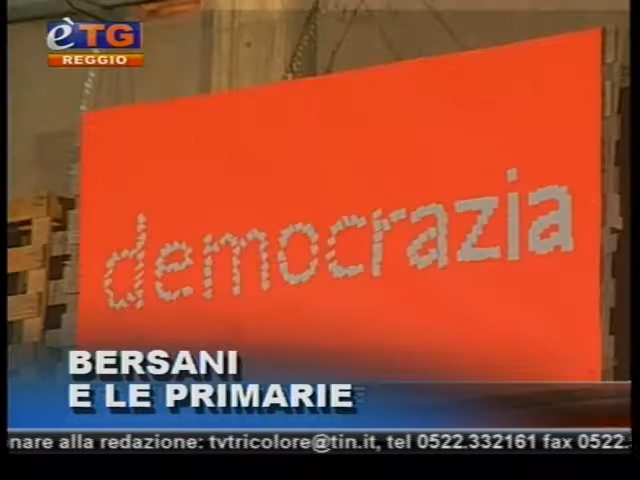 èTG
REGGIO
democrazia
BERSANI
E LE PRIMARIE
nare alla redazione: tvtricolore@tin.it, tel 0522.332161 fax 0522.